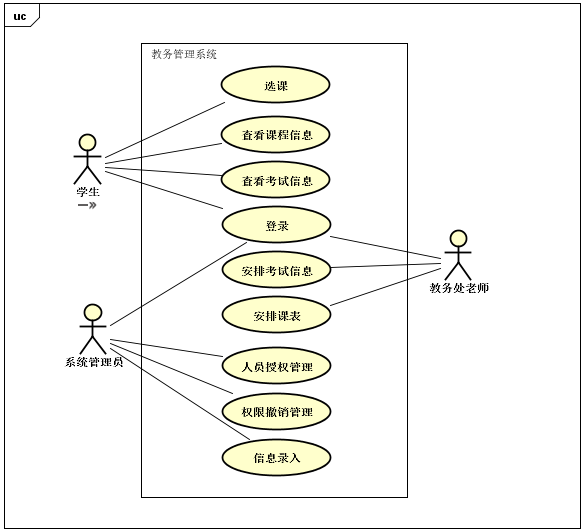 uc
教务管理系统
选课
查看课程信息
学生
查看考试信息
登录
安排考试信息
教务处老师
安排课表
系统管理员
人员授权管理
权限撤销管理
信息录入